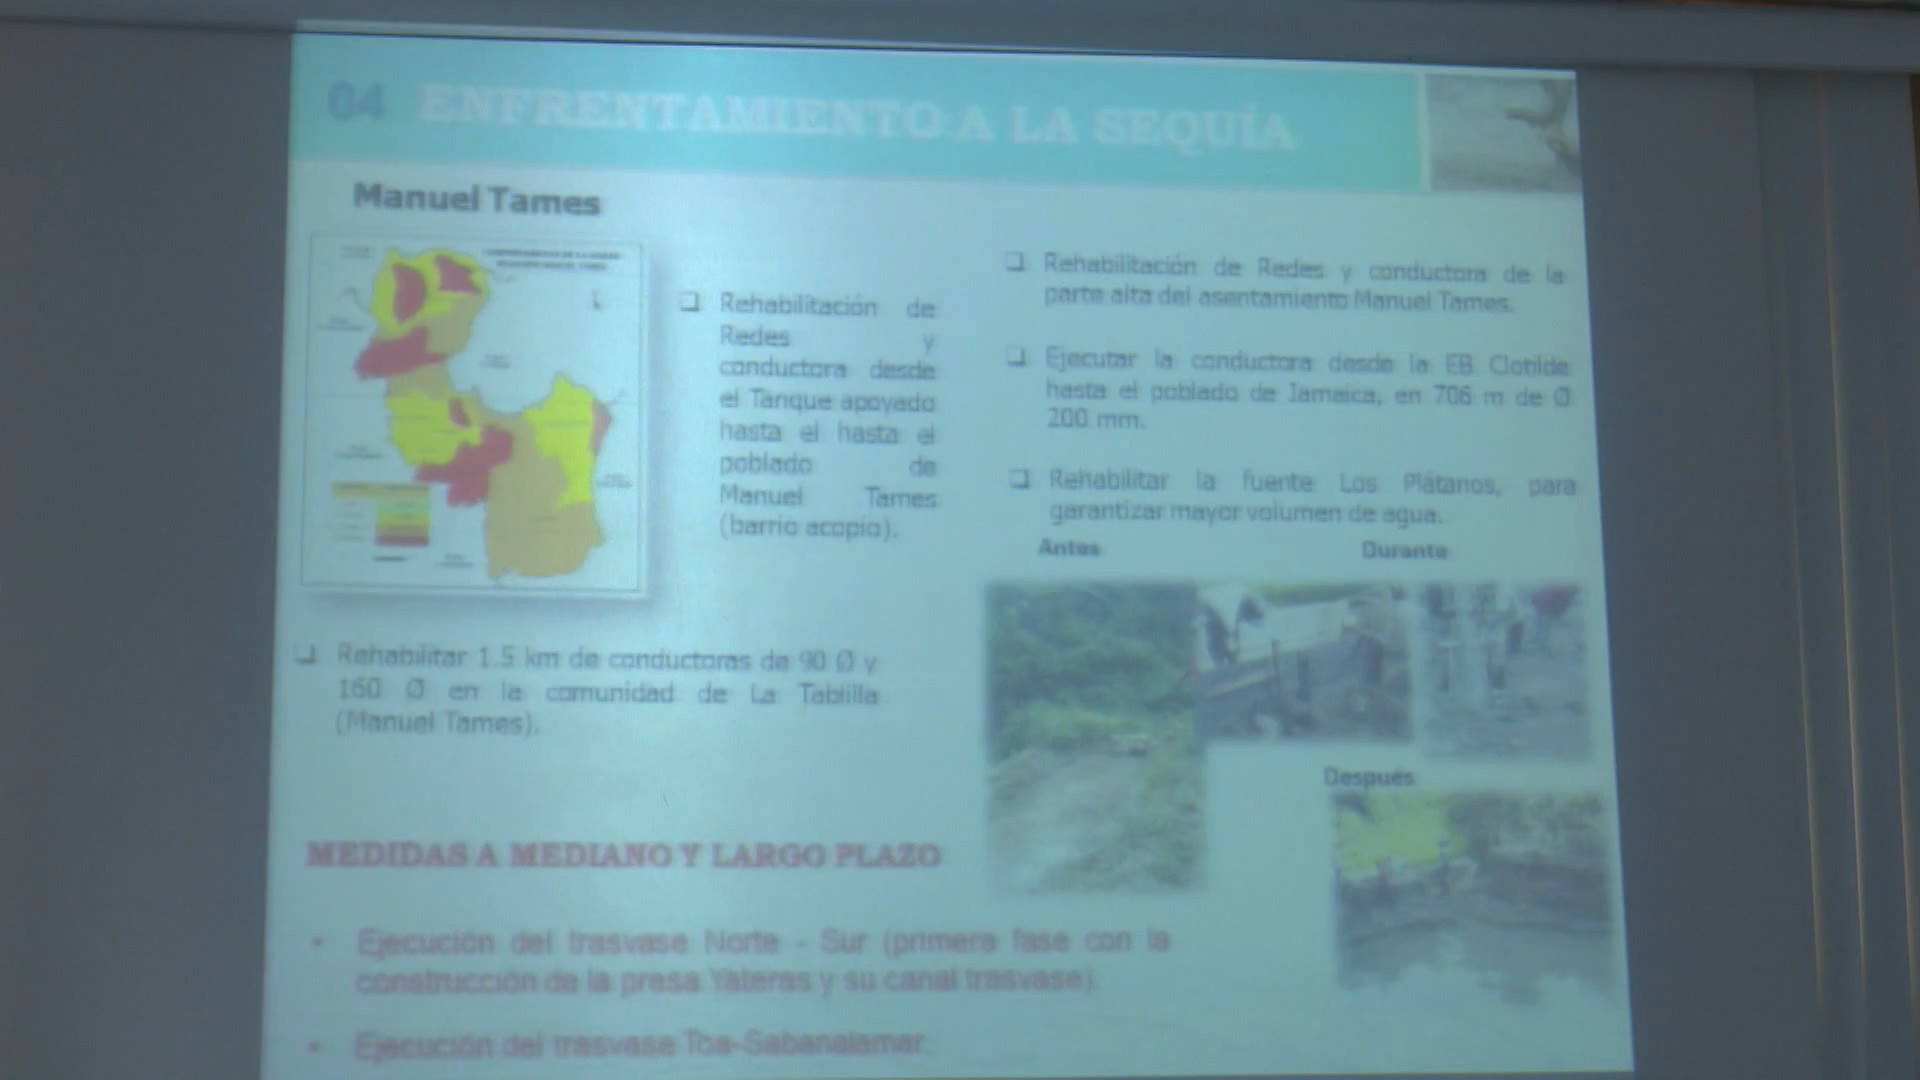 04 ENFRENTAMIENTO A LA SEQUÍA
Manuel Tames
❑ Rehabilitación de
Redes y
conductora desde
el Tanque apoyado
hasta el hasta el
poblado de
Manuel Tames
(barrio acopio).
❑ Rehabilitar 1.5 km de conductoras de 90 Ø y
160 Ø en la comunidad de La Tablilla
(Manuel Tames).
❑ Rehabilitación de Redes y conductora de la
parte alta del asentamiento Manuel Tames.
❑ Ejecutar la conductora desde la EB Clotilde
hasta el poblado de Jamaica, en 706 m de Ø
200 mm.
❑ Rehabilitar la fuente Los Plátanos, para
garantizar mayor volumen de agua.
Antes
Durante
Después
MEDIDAS A MEDIANO Y LARGO PLAZO
• Ejecución del trasvase Norte - Sur (primera fase con la
construcción de la presa Yateras y su canal trasvase).
• Ejecución del trasvase Toa-Sabanalamar.